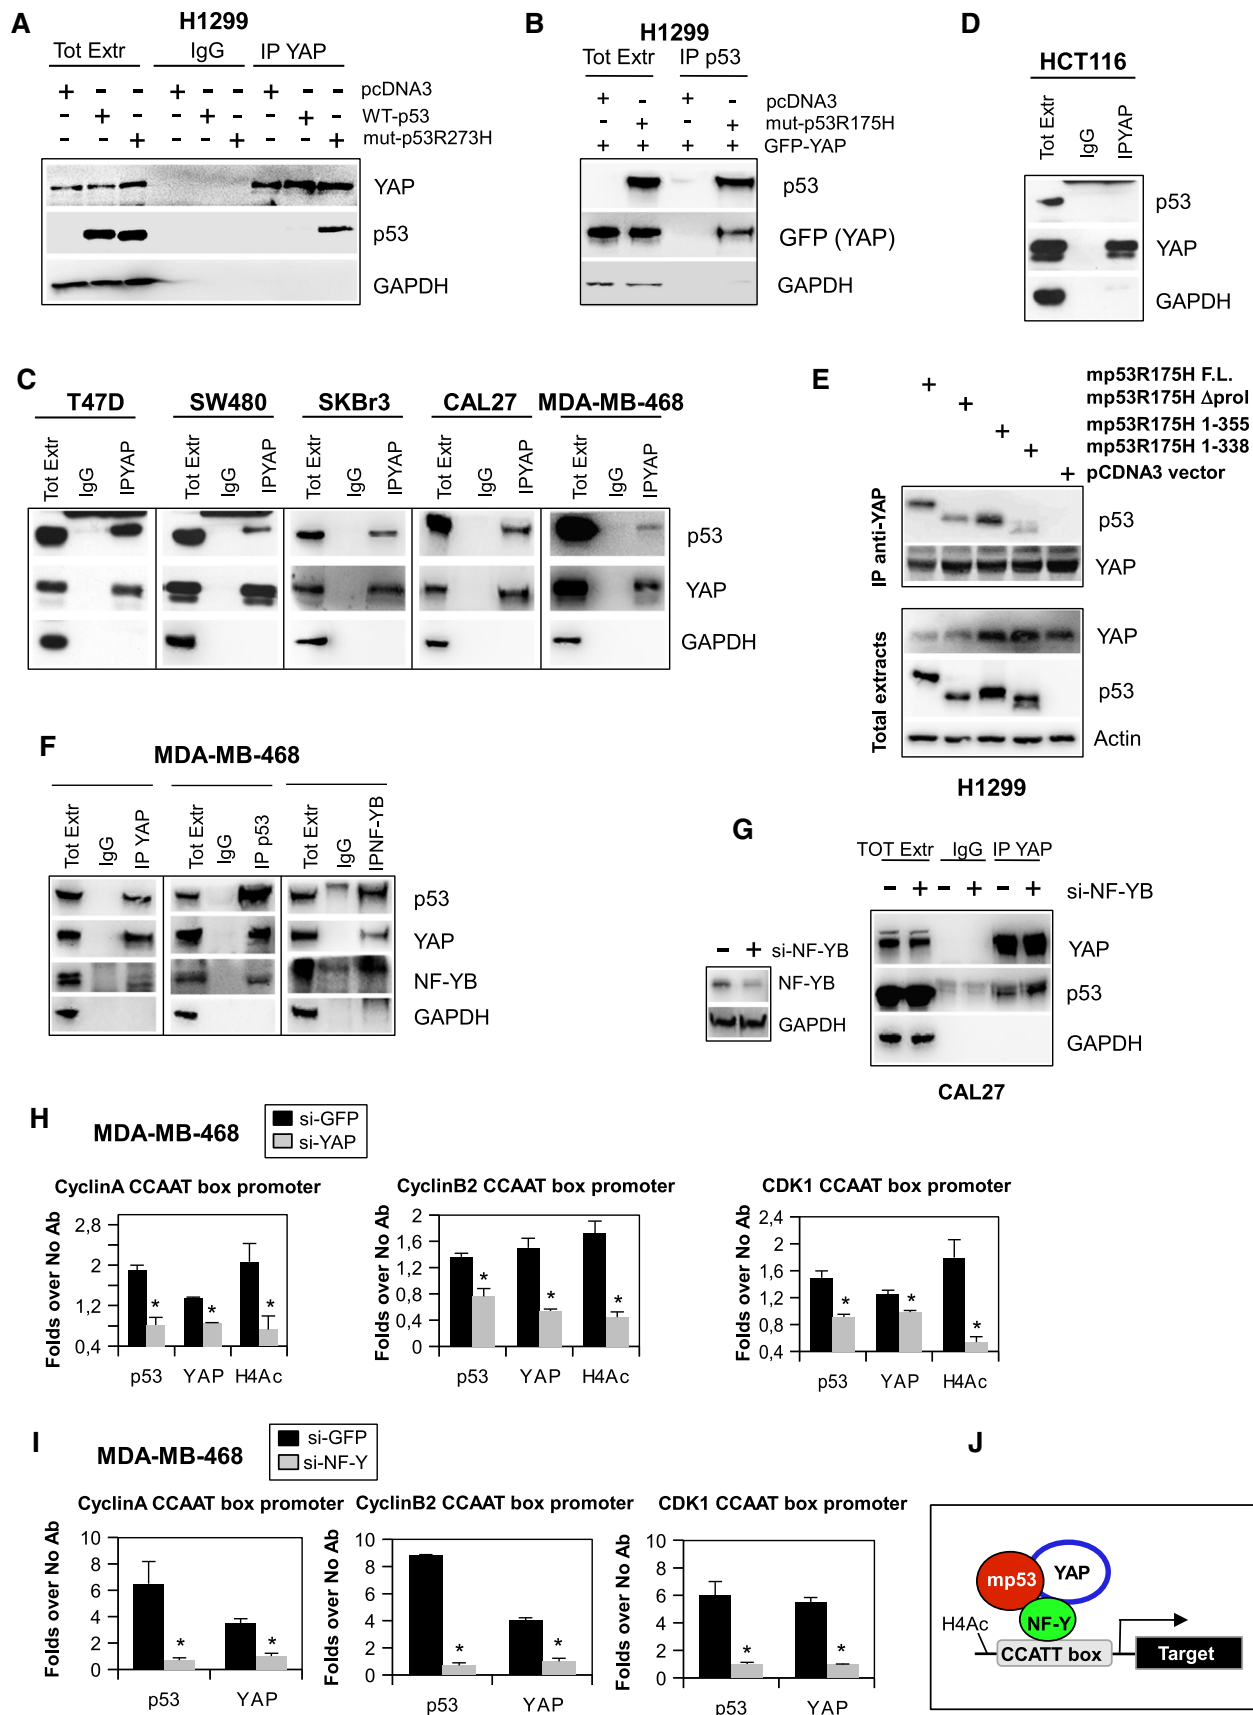 A
H1299
Tot Extr IgG IP YAP
+ - - + - - + - - pcDNA3
- + - - + - - + - WT-p53
- - + - - + - - + mut-p53R273H
YAP
p53
GAPDH
B
H1299
Tot Extr IP p53
+ - + - pcDNA3
- + - + mut-p53R175H
+ + + + GFP-YAP
p53
GFP (YAP)
GAPDH
D
HCT116
Tot Extr
IgG
IPYAP
p53
YAP
GAPDH
C
T47D SW480 SKBr3 CAL27 MDA-MB-468
Tot Extr IgG IPYAP Tot Extr IgG IPYAP Tot Extr IgG IPYAP Tot Extr IgG IPYAP Tot Extr IgG IPYAP
p53
YAP
GAPDH
E
+ mp53R175H F.L.
+ mp53R175H Δprol
+ mp53R175H 1-355
+ mp53R175H 1-338
+ pCDNA3 vector
IP anti-YAP
p53
YAP
Total extracts
YAP
p53
Actin
H1299
F
MDA-MB-468
Tot Extr IgG IP YAP Tot Extr IgG IP p53 Tot Extr IgG IPNF-YB
p53
YAP
NF-YB
GAPDH
G
- + si-NF-YB
NF-YB
GAPDH
TOT Extr IgG IP YAP
- + - + - + si-NF-YB
YAP
p53
GAPDH
CAL27
H
MDA-MB-468
si-GFP
si-YAP
CyclinA CCAAT box promoter
Folds over No Ab
2,8
2
1,2
0,4
* * *
p53 YAP H4Ac
CyclinB2 CCAAT box promoter
Folds over No Ab
2
1,6
1,2
0,8
0,4
0
* * *
p53 YAP H4Ac
CDK1 CCAAT box promoter
Folds over No Ab
2,4
2
1,6
1,2
0,8
0,4
* * *
p53 YAP H4Ac
I
MDA-MB-468
si-GFP
si-NF-Y
CyclinA CCAAT box promoter
Folds over No Ab
10
8
6
4
2
0
* *
p53 YAP
CyclinB2 CCAAT box promoter
Folds over No Ab
10
8
6
4
2
0
* *
p53 YAP
CDK1 CCAAT box promoter
Folds over No Ab
10
8
6
4
2
0
* *
p53 YAP
J
mp53
YAP
NF-Y
H4Ac
CCATT box
Target